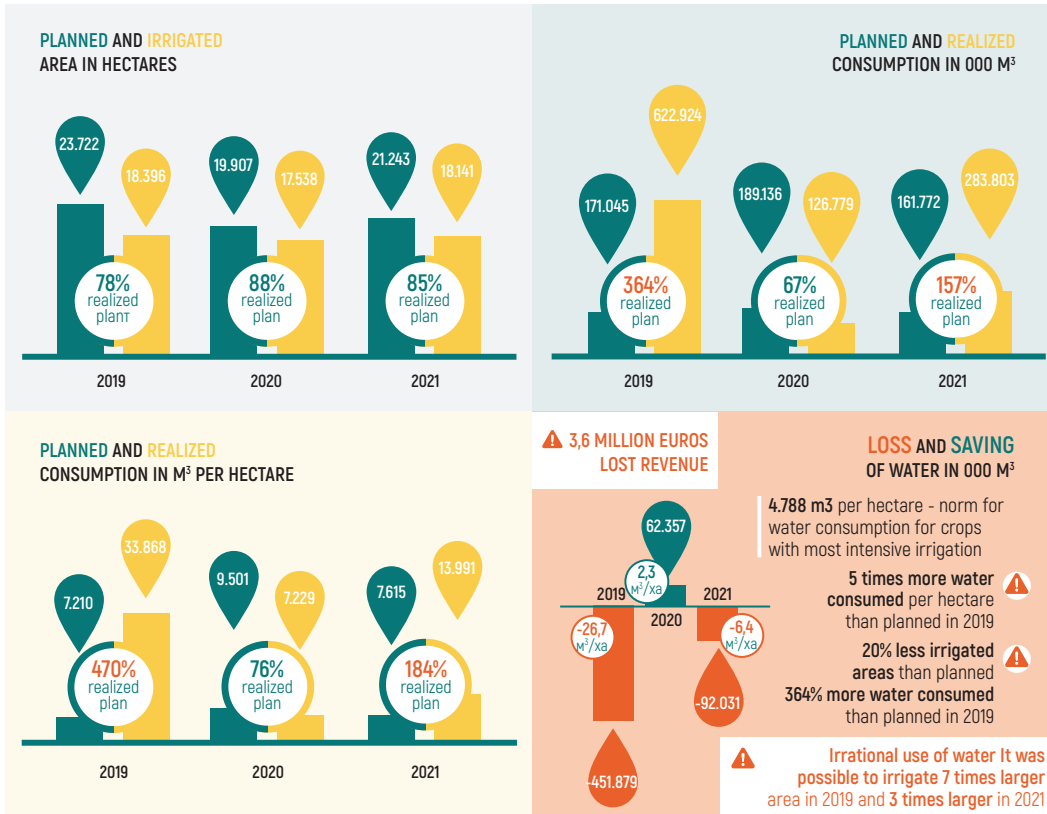 PLANNED AND IRRIGATED
AREA IN HECTARES
23.722
18.396
19.907
17.538
21.243
18.141
78%
realized
planт
88%
realized
plan
85%
realized
plan
2019
2020
2021
PLANNED AND REALIZED
CONSUMPTION IN 000 M³
171.045
622.924
189.136
126.779
161.772
283.803
364%
realized
plan
67%
realized
plan
157%
realized
plan
2019
2020
2021
PLANNED AND REALIZED
CONSUMPTION IN M³ PER HECTARE
7.210
33.868
9.501
7.229
7.615
13.991
470%
realized
plan
76%
realized
plan
184%
realized
plan
2019
2020
2021
3,6 MILLION EUROS
LOST REVENUE
LOSS AND SAVING
OF WATER IN 000 M³
62.357
2,3
м³/ха
2019
2020
2021
-26,7
м³/ха
-6,4
м³/ха
-92.031
-451.879
4.788 m3 per hectare - norm for
water consumption for crops
with most intensive irrigation
5 times more water
consumed per hectare
than planned in 2019
20% less irrigated
areas than planned
364% more water consumed
than planned in 2019
Irrational use of water It was
possible to irrigate 7 times larger
area in 2019 and 3 times larger in 2021